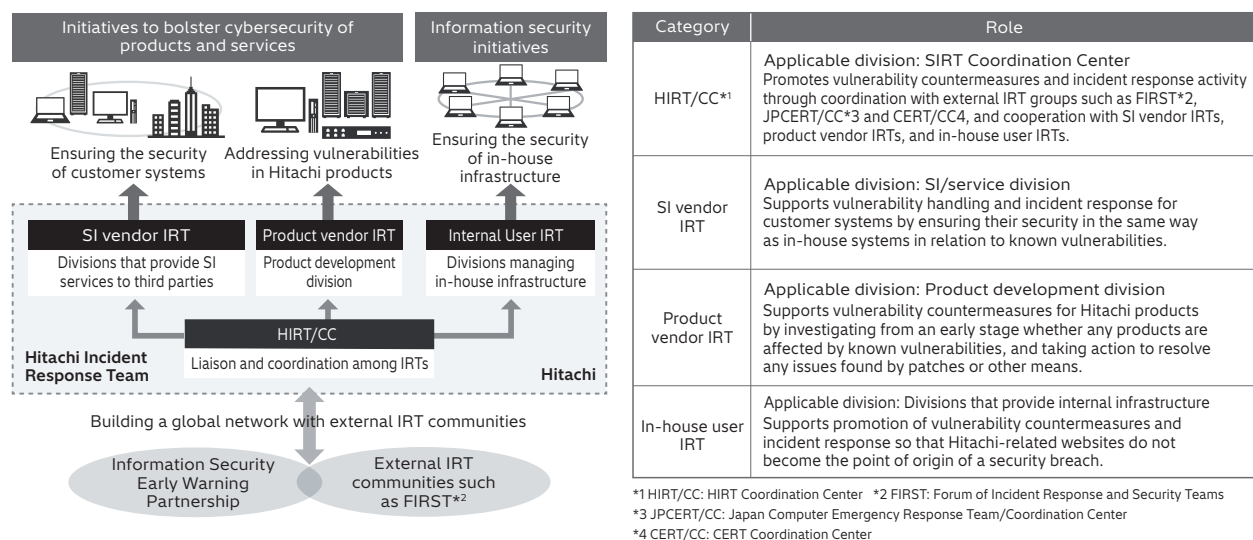 Initiatives to bolster cybersecurity of
products and services
Information security
initiatives
Ensuring the security
of customer systems
Addressing vulnerabilities
in Hitachi products
Ensuring the security
of in-house
infrastructure
SI vendor IRT
Divisions that provide SI
services to third parties
Product vendor IRT
Product development
division
Internal User IRT
Divisions managing
in-house infrastructure
HIRT/CC
Liaison and coordination among IRTs
Hitachi Incident
Response Team
Hitachi
Building a global network with external IRT communities
Information Security
Early Warning
Partnership
External IRT
communities such
as FIRST*2
Category
Role
HIRT/CC*1
Applicable division: SIRT Coordination Center
Promotes vulnerability countermeasures and incident response activity
through coordination with external IRT groups such as FIRST*2,
JPCERT/CC*3 and CERT/CC4, and cooperation with SI vendor IRTs,
product vendor IRTs, and in-house user IRTs.
SI vendor
IRT
Applicable division: SI/service division
Supports vulnerability handling and incident response for
customer systems by ensuring their security in the same way
as in-house systems in relation to known vulnerabilities.
Product
vendor IRT
Applicable division: Product development division
Supports vulnerability countermeasures for Hitachi products
by investigating from an early stage whether any products are
affected by known vulnerabilities, and taking action to resolve
any issues found by patches or other means.
In-house user
IRT
Applicable division: Divisions that provide internal infrastructure
Supports promotion of vulnerability countermeasures and
incident response so that Hitachi-related websites do not
become the point of origin of a security breach.
*1 HIRT/CC: HIRT Coordination Center *2 FIRST: Forum of Incident Response and Security Teams
*3 JPCERT/CC: Japan Computer Emergency Response Team/Coordination Center
*4 CERT/CC: CERT Coordination Center